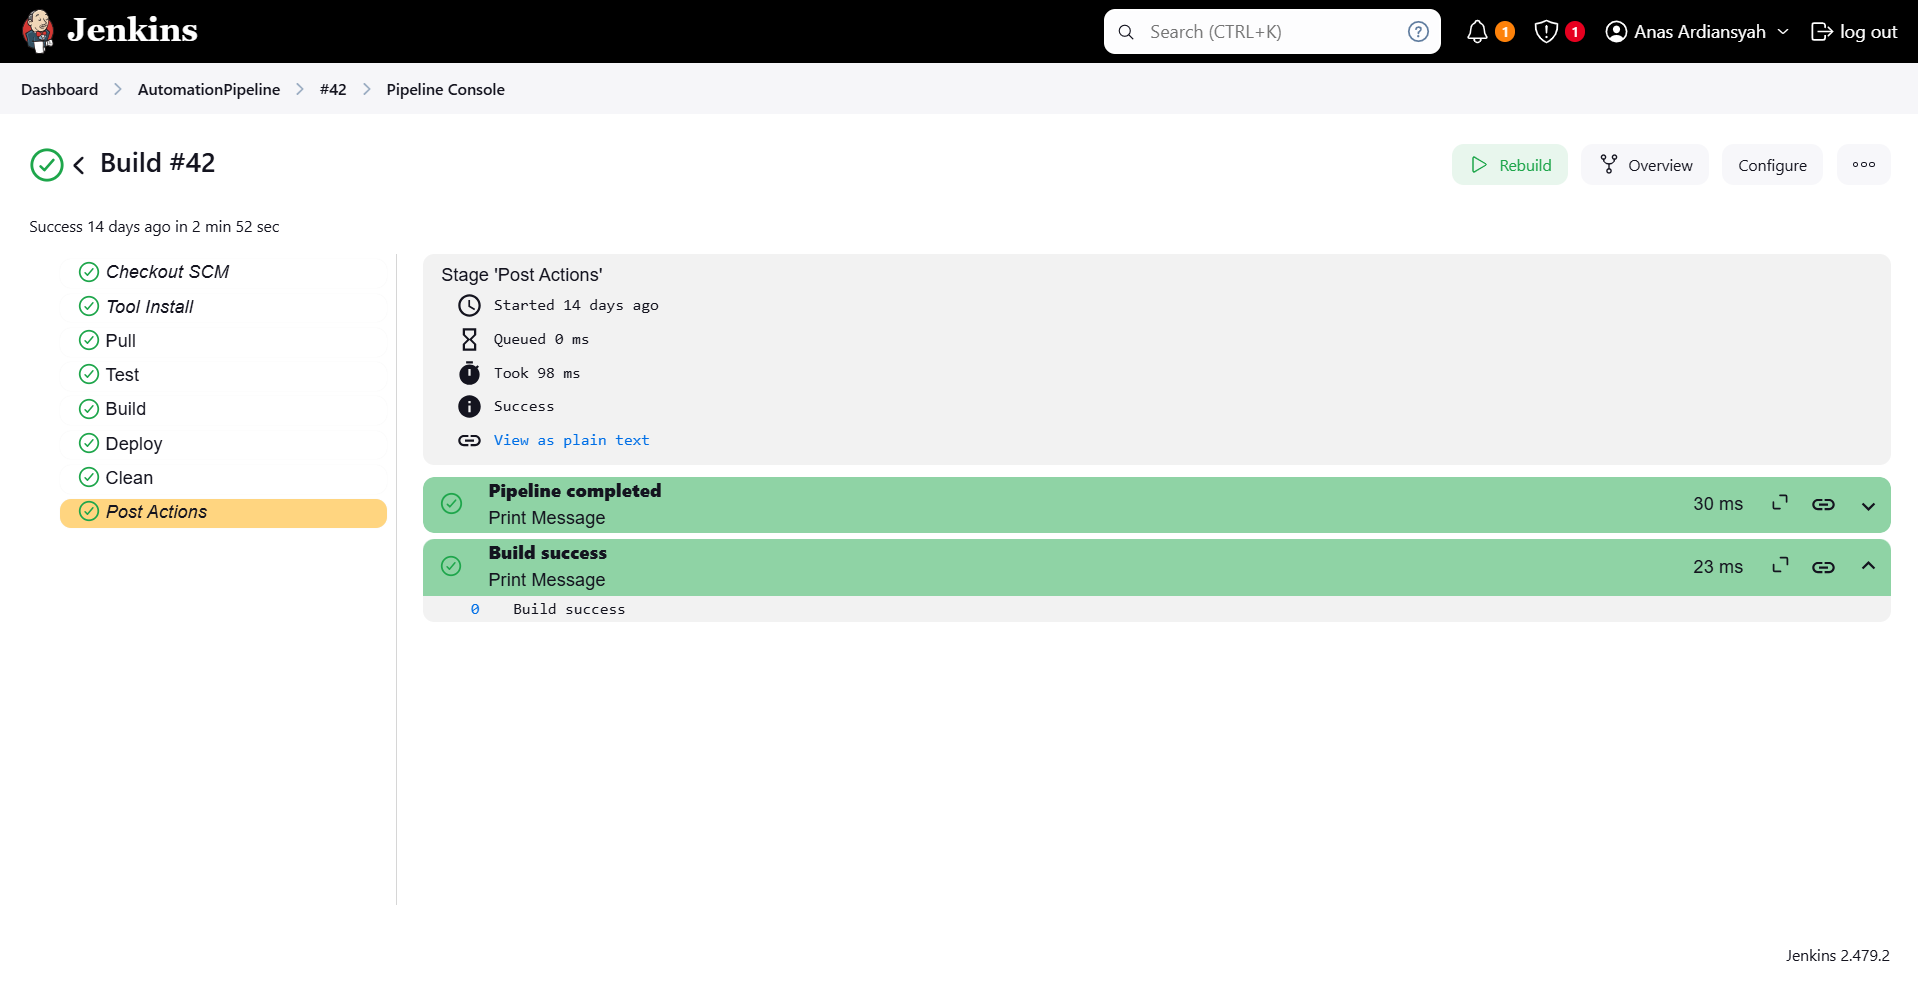 Jenkins
Search (CTRL+K)
?
1
1
Anas Ardiansyah
log out
Dashboard
AutomationPipeline
#42
Pipeline Console
Build #42
Rebuild
Overview
Configure
Success 14 days ago in 2 min 52 sec
Checkout SCM
Tool Install
Pull
Test
Build
Deploy
Clean
Post Actions
Stage 'Post Actions'
Started 14 days ago
Queued 0 ms
Took 98 ms
Success
View as plain text
Pipeline completed
Print Message
30 ms
Build success
Print Message
23 ms
0 Build success
Jenkins 2.479.2